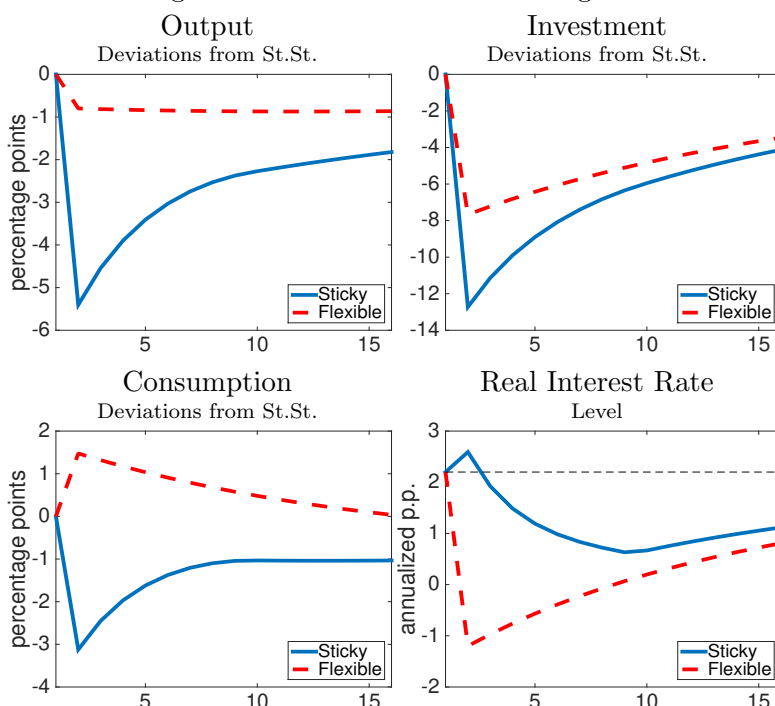 Output
Deviations from St.St.
percentage points
0
-1
-2
-3
-4
-5
-6
5
10
15
Sticky
Flexible
Investment
Deviations from St.St.
0
-2
-4
-6
-8
-10
-12
-14
5
10
15
Sticky
Flexible
Consumption
Deviations from St.St.
percentage points
2
1
0
-1
-2
-3
-4
5
10
15
Sticky
Flexible
Real Interest Rate
Level
annualized p.p.
3
2
1
0
-1
-2
5
10
15
Sticky
Flexible